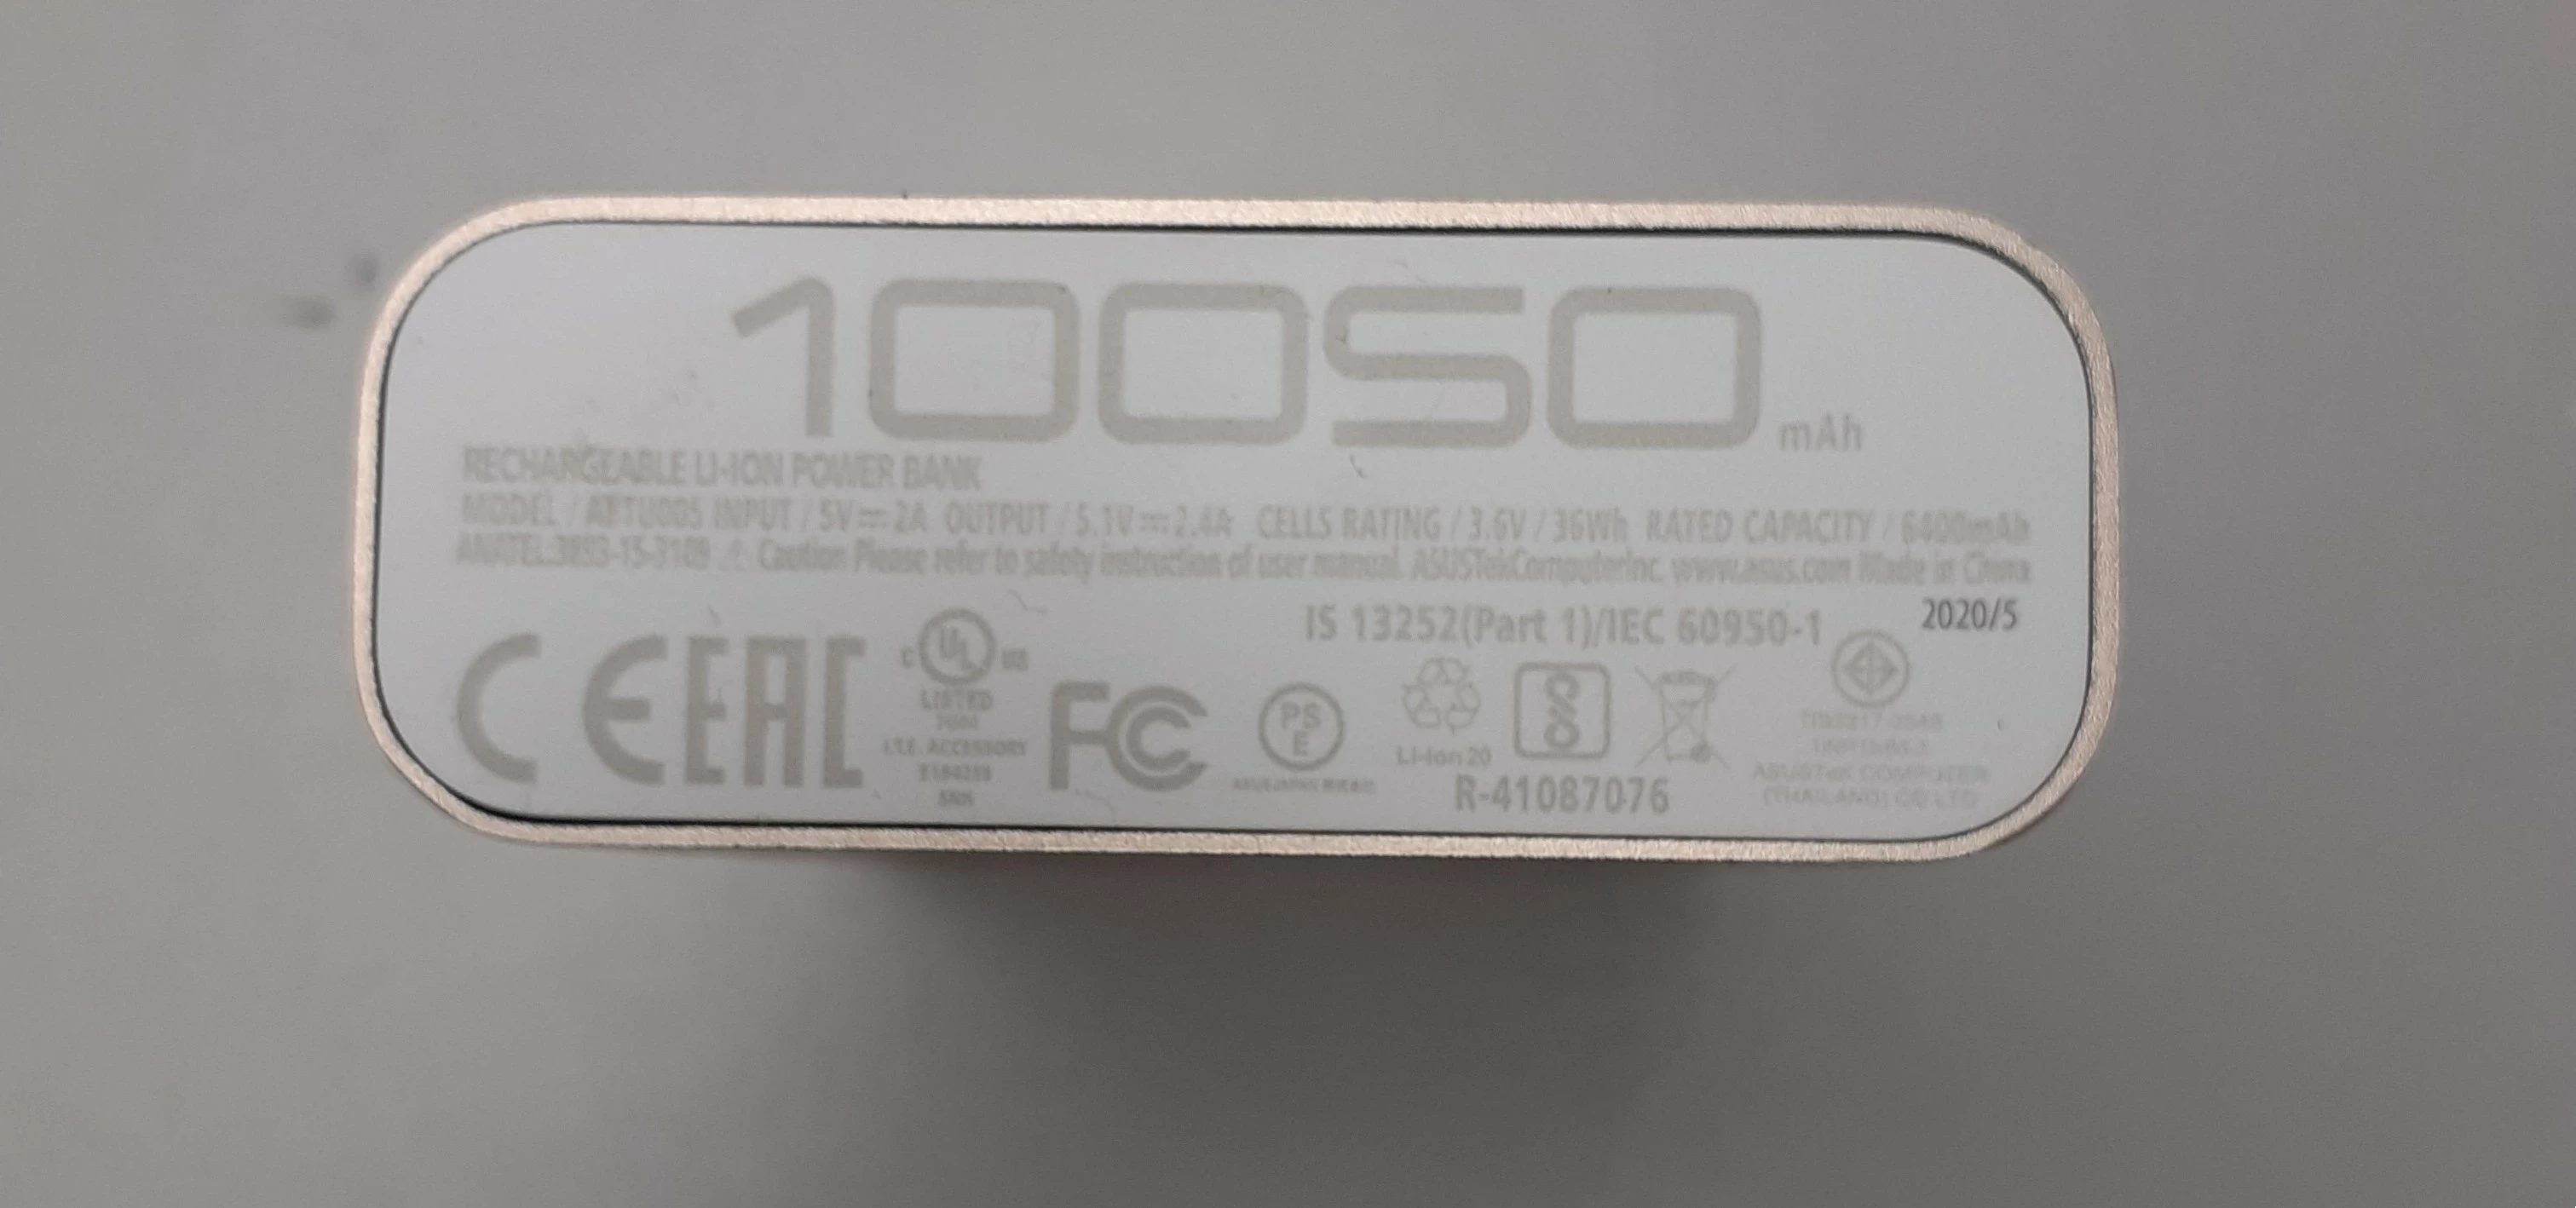 10050 mAh
RECHARGEABLE LI-ION POWER BANK
MODEL / ABTU005 INPUT / 5V⎓2A OUTPUT / 5.1V⎓2.4A CELLS RATING / 3.6V / 36Wh RATED CAPACITY / 6400mAh
ANATEL:3893-15-3109 ⚠ Caution Please refer to safety instruction of user manual. ASUSTekComputerInc. www.asus.com Made in China
IS 13252(Part 1)/IEC 60950-1
2020/5
CE EAC
c UL US
LISTED
I.T.E. ACCESSORY
FC
PS
E
Li-ion 20
R-41087076
ASUSTeK COMPUTER
(THAILAND) CO LTD